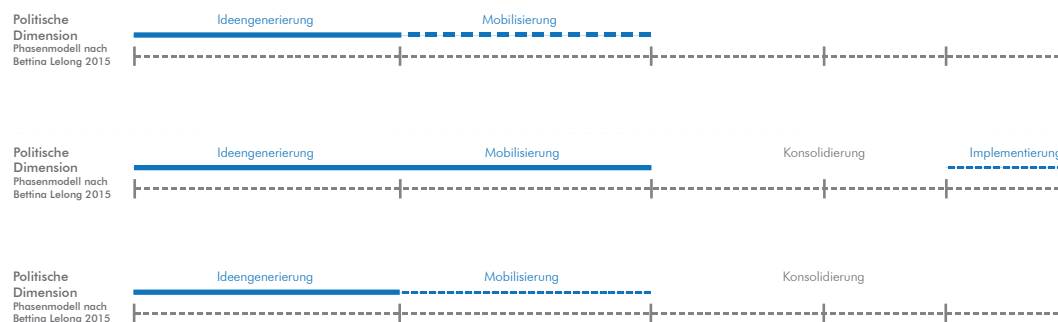 Politische
Dimension
Phasenmodell nach
Bettina Lelong 2015
Ideengenerierung
Mobilisierung
Politische
Dimension
Phasenmodell nach
Bettina Lelong 2015
Ideengenerierung
Mobilisierung
Konsolidierung
Implementierung
Politische
Dimension
Phasenmodell nach
Bettina Lelong 2015
Ideengenerierung
Mobilisierung
Konsolidierung